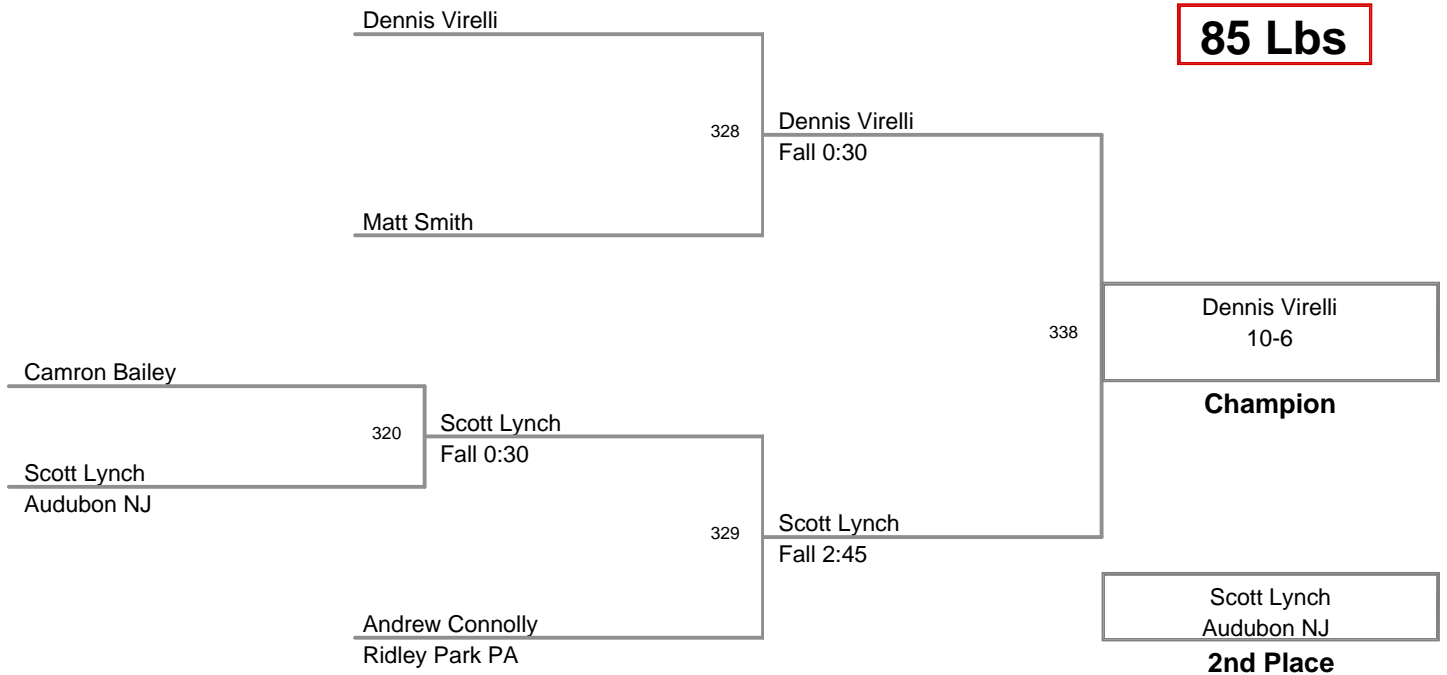 Dennis Virelli
85 Lbs
328
Dennis Virelli
Fall 0:30
Matt Smith
338
Dennis Virelli
10-6
Champion
Camron Bailey
320
Scott Lynch
Fall 0:30
Scott Lynch
Audubon NJ
329
Scott Lynch
Fall 2:45
Andrew Connolly
Ridley Park PA
Scott Lynch
Audubon NJ
2nd Place